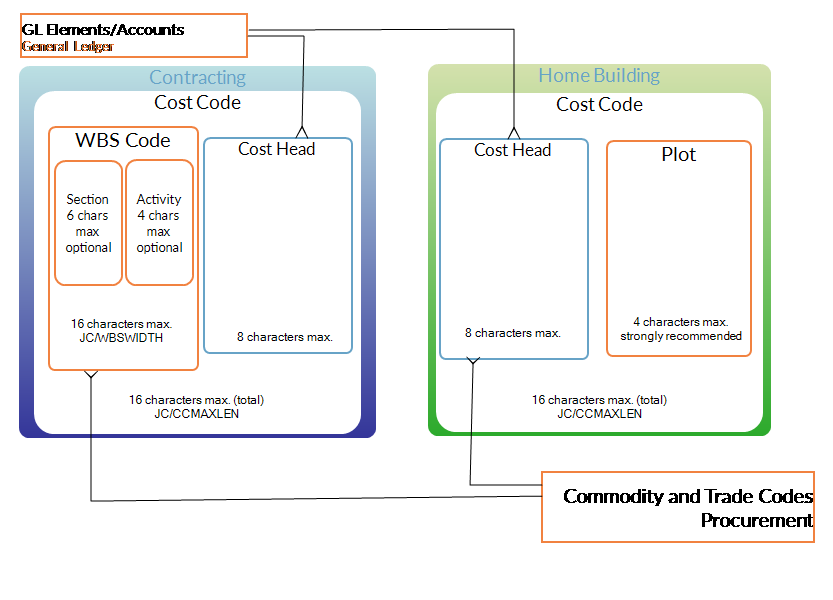 GL Elements/Accounts
General Ledger
Contracting
Cost Code
WBS Code
Section
6 chars
max
optional
Activity
4 chars
max
optional
16 characters max.
JC/WBSWIDTH
Cost Head
8 characters max.
16 characters max. (total)
JC/CCMAXLEN
Home Building
Cost Code
Cost Head
8 characters max.
Plot
4 characters max.
strongly recommended
16 characters max. (total)
JC/CCMAXLEN
Commodity and Trade Codes
Procurement